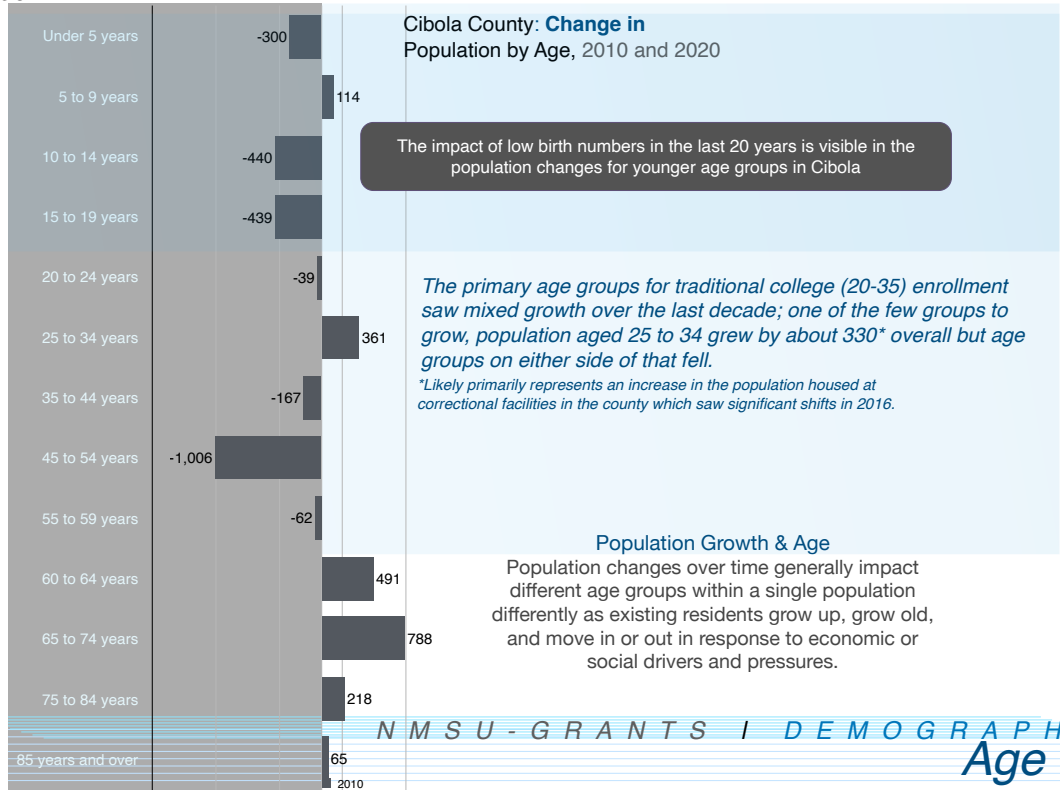 Cibola County: Change in
Population by Age, 2010 and 2020
Under 5 years -300
5 to 9 years 114
10 to 14 years -440
15 to 19 years -439
20 to 24 years -39
25 to 34 years 361
35 to 44 years -167
45 to 54 years -1,006
55 to 59 years -62
60 to 64 years 491
65 to 74 years 788
75 to 84 years 218
85 years and over 65
2010
The impact of low birth numbers in the last 20 years is visible in the
population changes for younger age groups in Cibola
The primary age groups for traditional college (20-35) enrollment
saw mixed growth over the last decade; one of the few groups to
grow, population aged 25 to 34 grew by about 330* overall but age
groups on either side of that fell.
*Likely primarily represents an increase in the population housed at
correctional facilities in the county which saw significant shifts in 2016.
Population Growth & Age
Population changes over time generally impact
different age groups within a single population
differently as existing residents grow up, grow old,
and move in or out in response to economic or
social drivers and pressures.
NMSU-GRANTS | DEMOGRAPH
Age